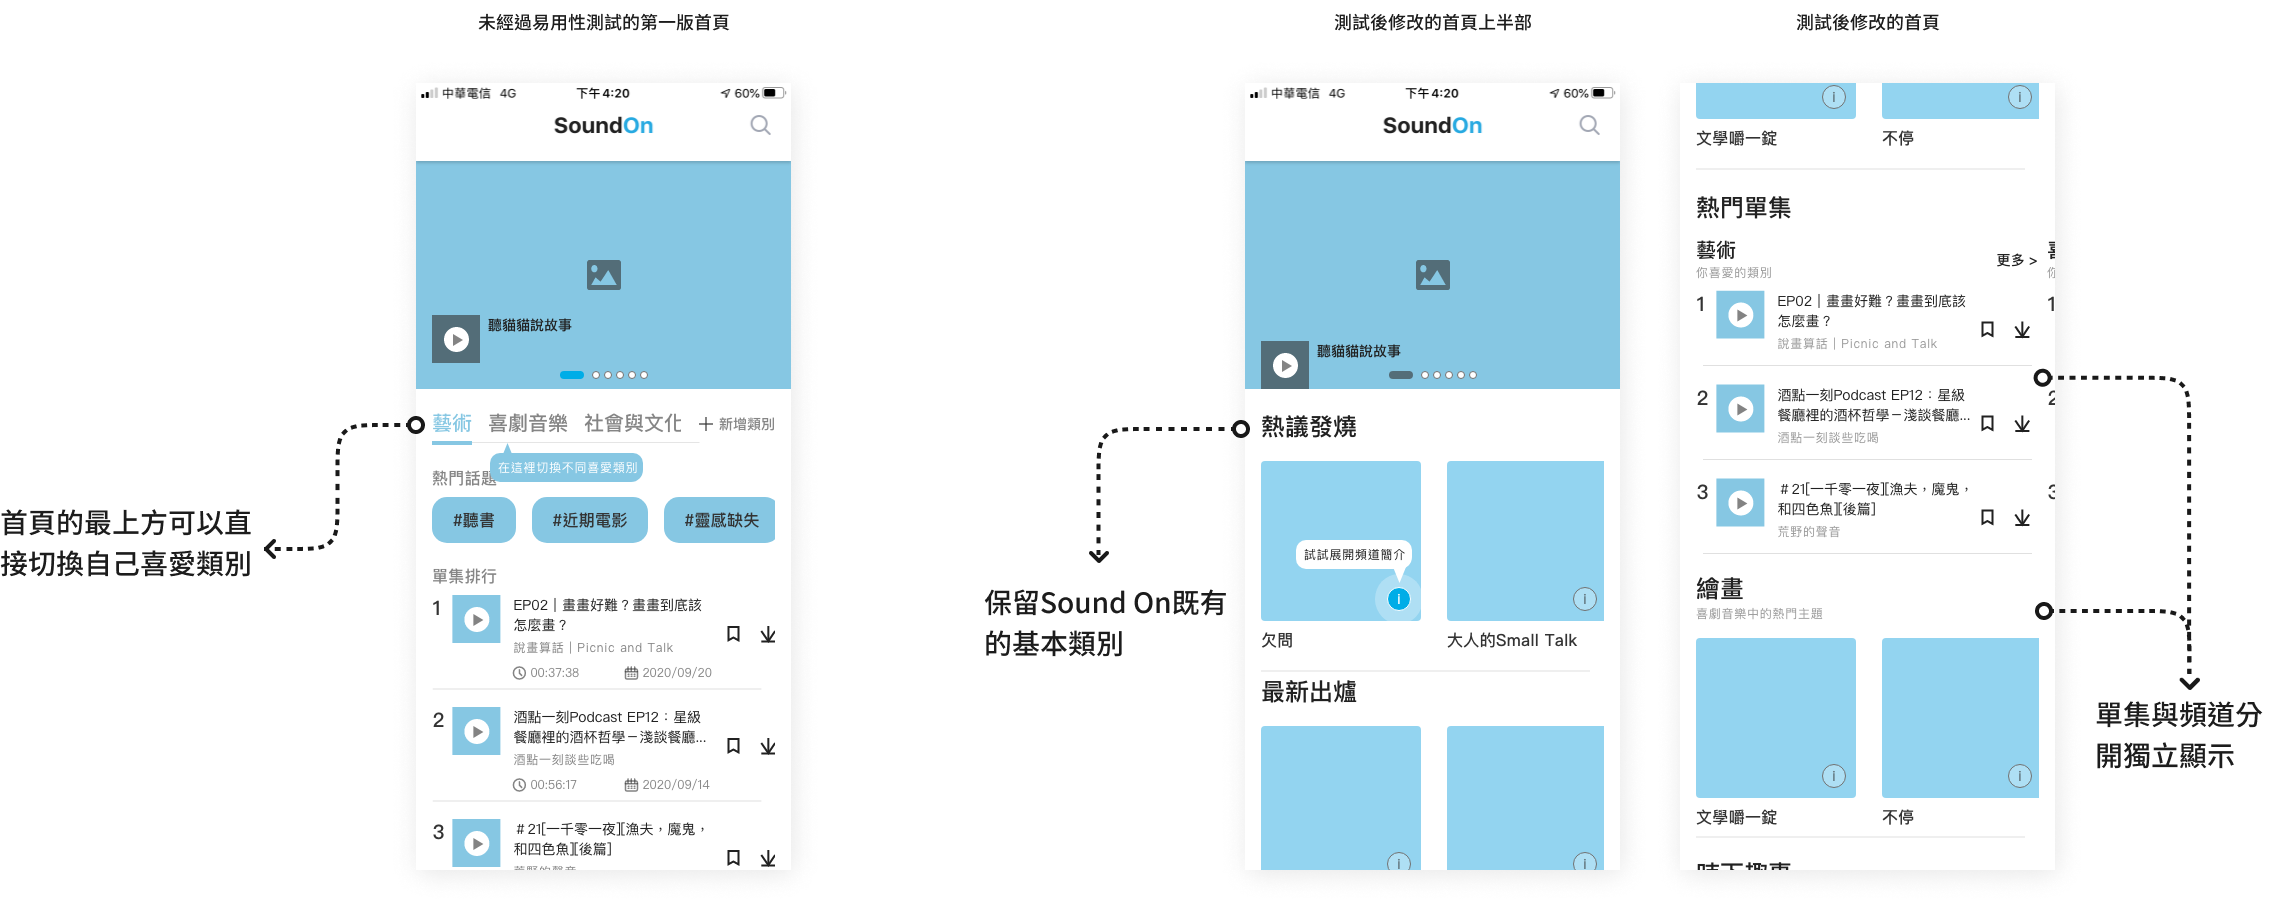 未經過易用性測試的第一版首頁
測試後修改的首頁上半部
測試後修改的首頁
中華電信 4G
下午4:20
60%
SoundOn
聽貓貓說故事
藝術
喜劇音樂
社會與文化
新增類別
在這裡切換不同喜愛類別
熱門話題
#聽書
#近期電影
#靈感缺失
單集排行
1
EP02｜畫畫好難？畫畫到底該
怎麼畫？
說畫算話｜Picnic and Talk
00:37:38
2020/09/20
2
酒點一刻Podcast EP12：星級
餐廳裡的酒杯哲學－淺談餐廳...
酒點一刻談些吃喝
00:56:17
2020/09/14
3
＃21[一千零一夜][漁夫，魔鬼，
和四色魚][後篇]
首頁的最上方可以直
接切換自己喜愛類別
中華電信 4G
下午4:20
60%
SoundOn
聽貓貓說故事
熱議發燒
試試展開頻道簡介
欠問
大人的Small Talk
最新出爐
保留Sound On既有
的基本類別
文學嚼一錠
不停
熱門單集
藝術
更多 >
你喜愛的類別
1
EP02｜畫畫好難？畫畫到底該
怎麼畫？
說畫算話｜Picnic and Talk
2
酒點一刻Podcast EP12：星級
餐廳裡的酒杯哲學－淺談餐廳...
酒點一刻談些吃喝
3
＃21[一千零一夜][漁夫，魔鬼，
和四色魚][後篇]
荒野的聲音
繪畫
喜劇音樂中的熱門主題
文學嚼一錠
不停
單集與頻道分
開獨立顯示